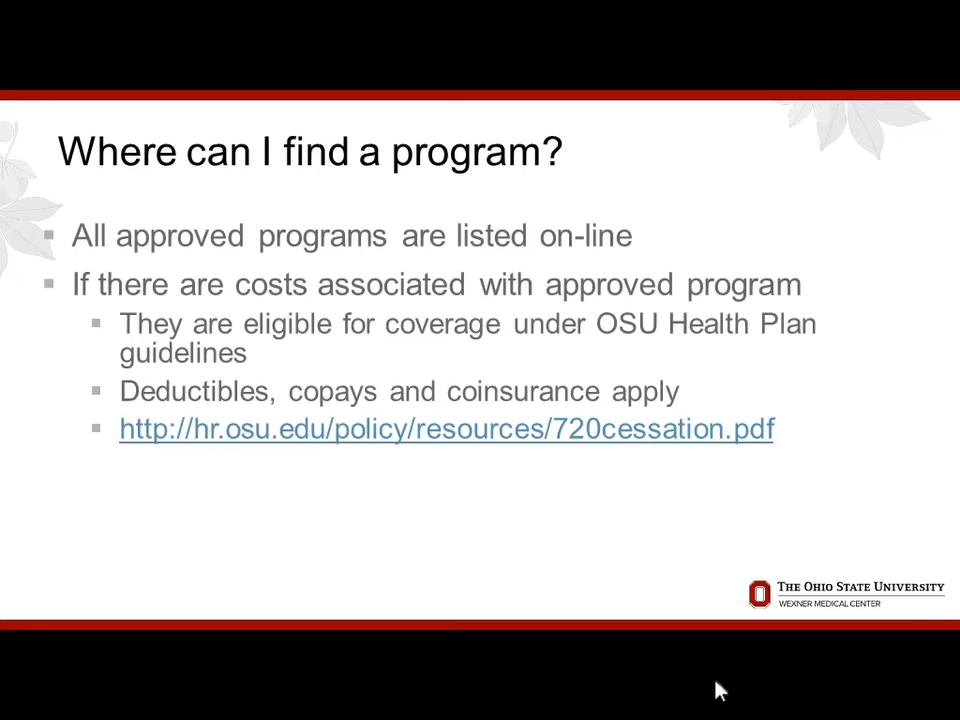 Where can I find a program?
All approved programs are listed on-line
If there are costs associated with approved program
They are eligible for coverage under OSU Health Plan
guidelines
Deductibles, copays and coinsurance apply
http://hr.osu.edu/policy/resources/720cessation.pdf
THE OHIO STATE UNIVERSITY
WEXNER MEDICAL CENTER